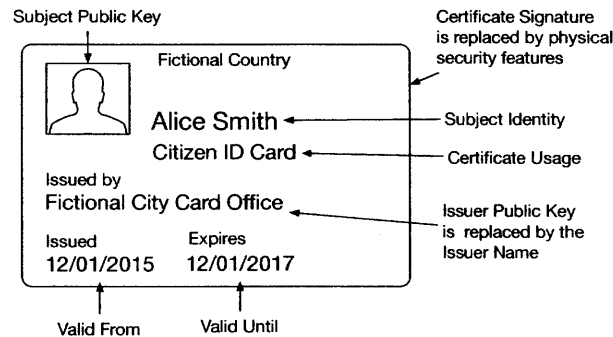 Subject Public Key
Certificate Signature
is replaced by physical
security features
Fictional Country
Alice Smith
Subject Identity
Citizen ID Card
Certificate Usage
Issued by
Fictional City Card Office
Issuer Public Key
is replaced by the
Issuer Name
Issued
Expires
12/01/2015
12/01/2017
Valid From
Valid Until